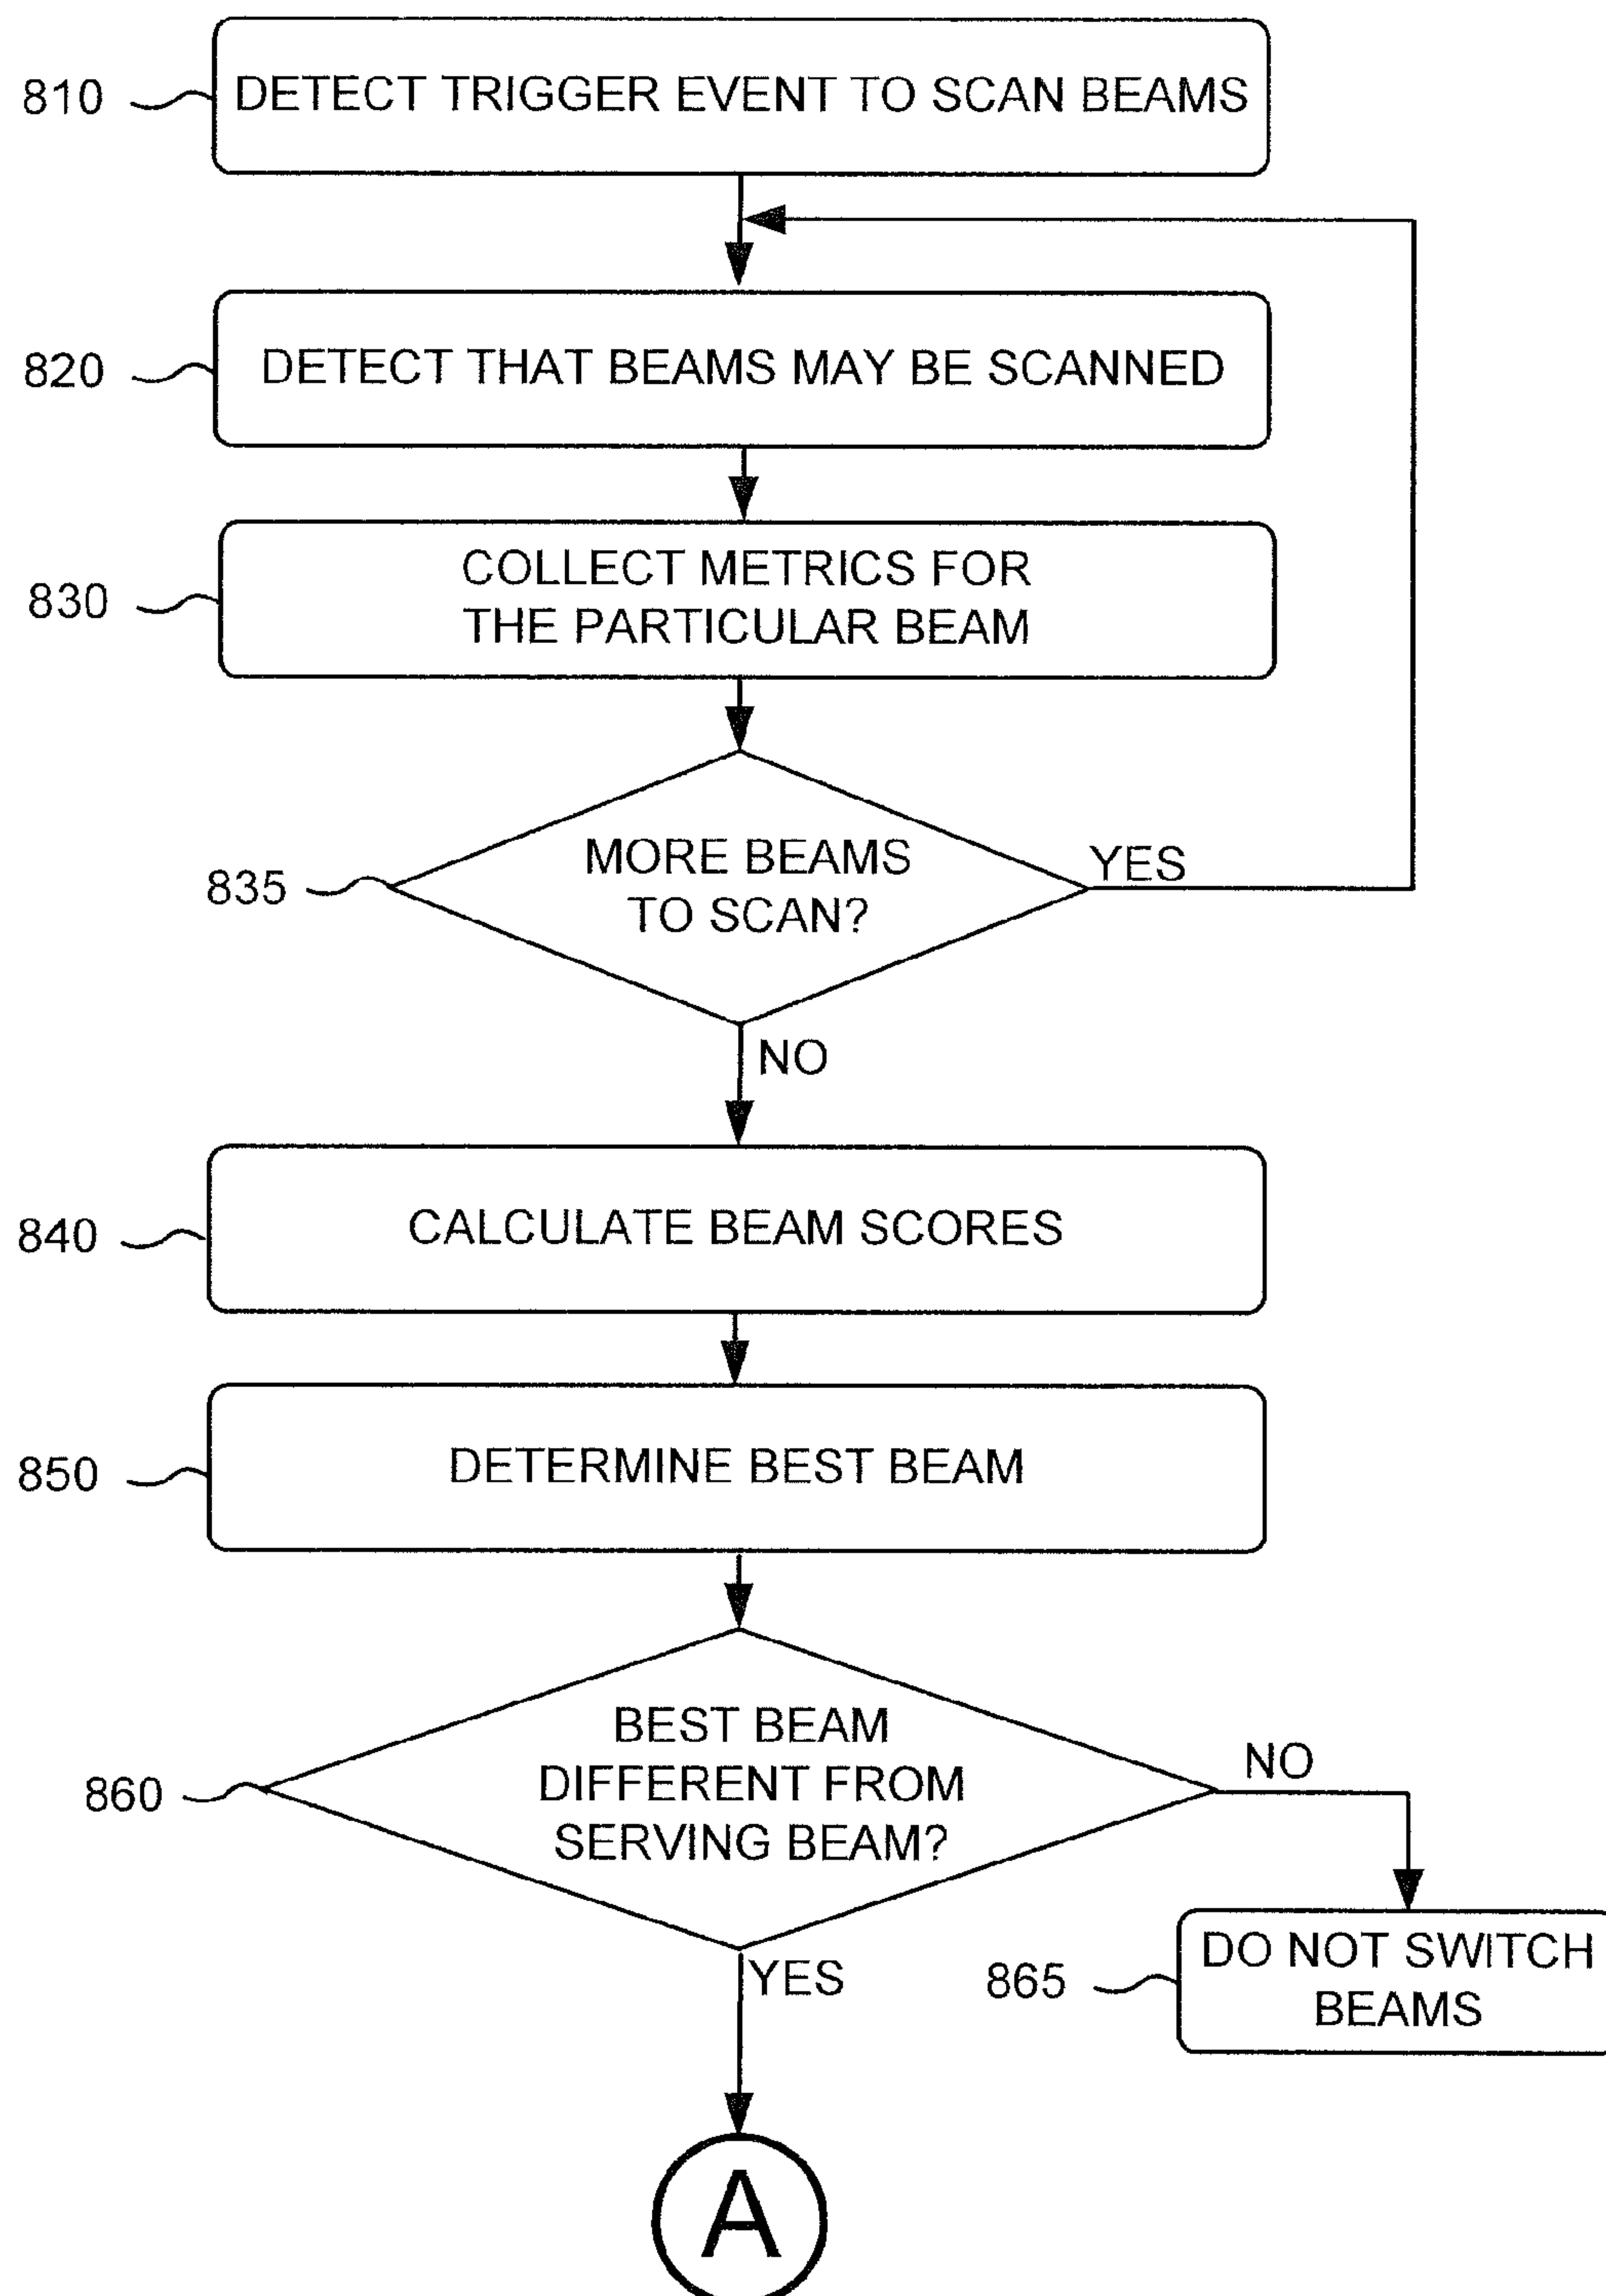 810
DETECT TRIGGER EVENT TO SCAN BEAMS
820
DETECT THAT BEAMS MAY BE SCANNED
830
COLLECT METRICS FOR
THE PARTICULAR BEAM
835
MORE BEAMS
TO SCAN?
YES
NO
840
CALCULATE BEAM SCORES
850
DETERMINE BEST BEAM
860
BEST BEAM
DIFFERENT FROM
SERVING BEAM?
NO
YES
865
DO NOT SWITCH
BEAMS
A